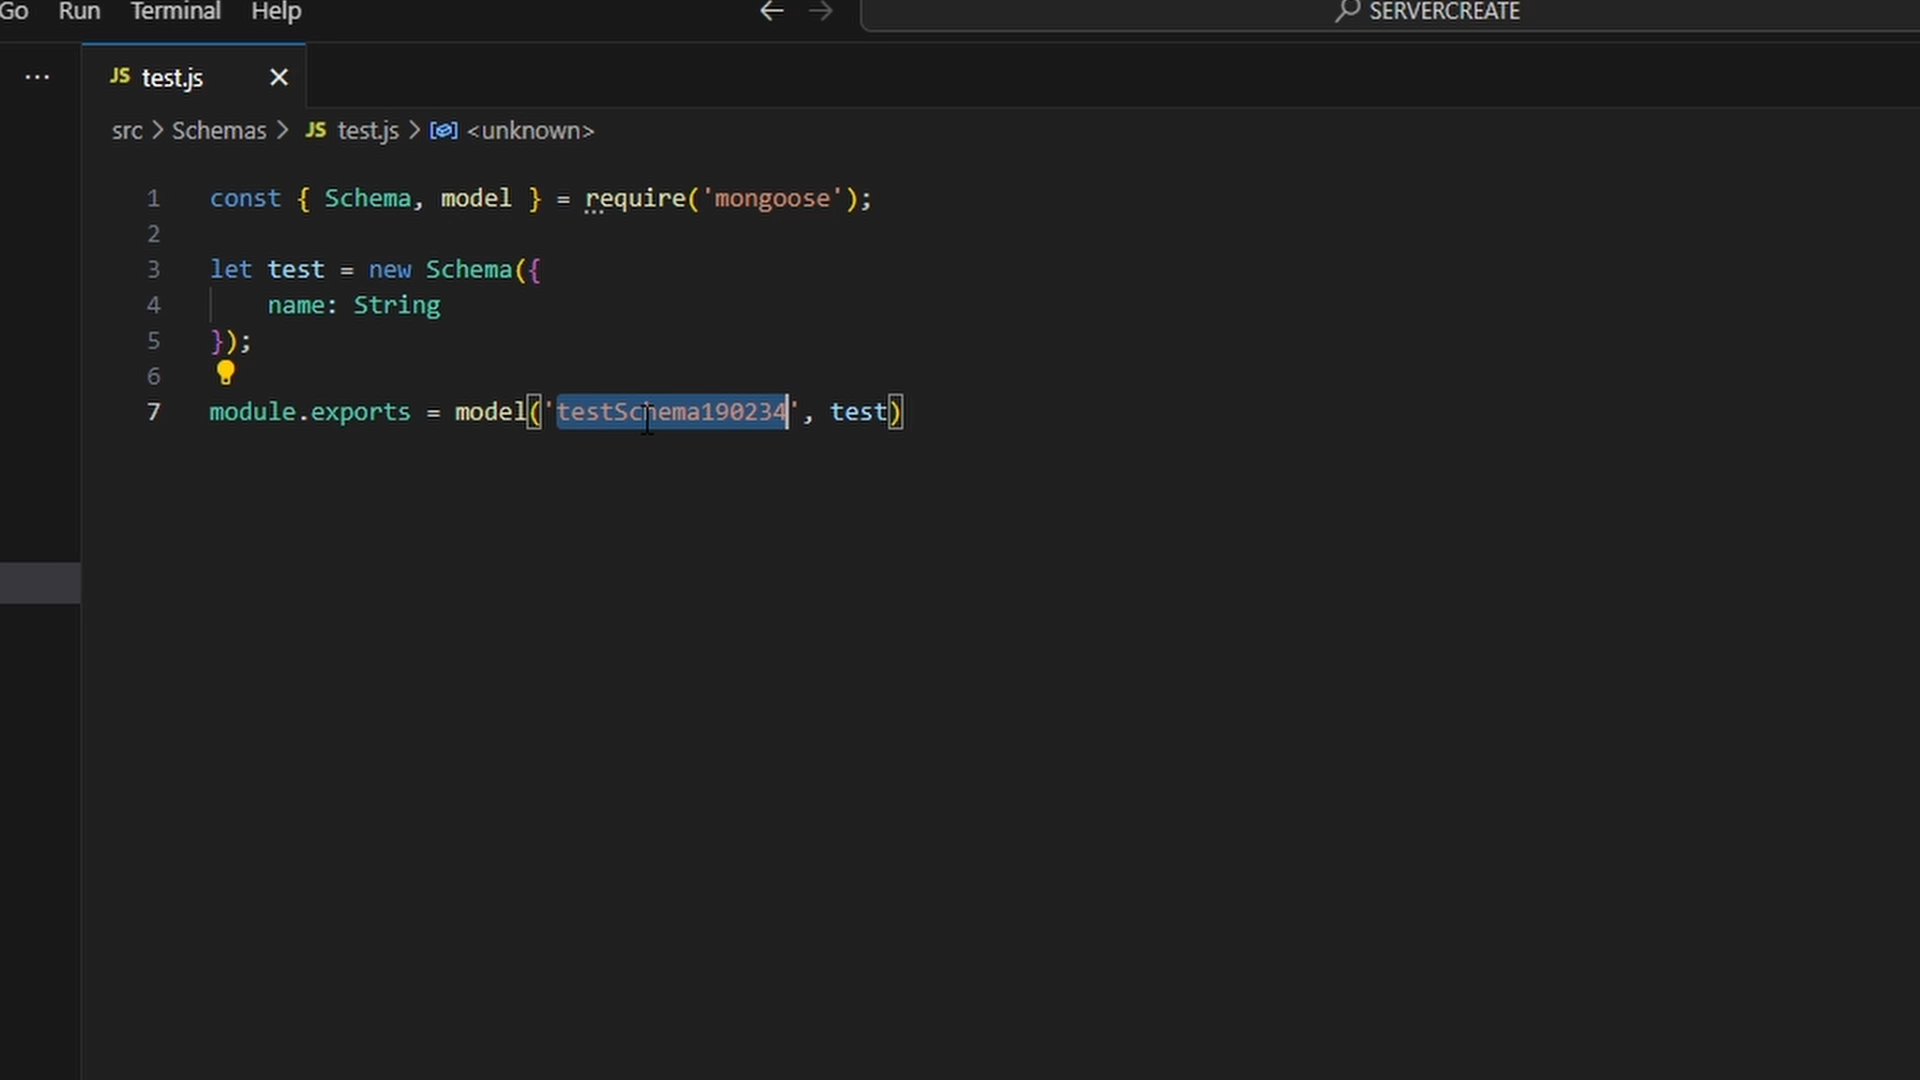 Go Run Terminal Help SERVERCREATE
JS test.js
src > Schemas > JS test.js > <unknown>
1 const { Schema, model } = require('mongoose');
2
3 let test = new Schema({
4 name: String
5 });
6
7 module.exports = model('testSchema190234', test)